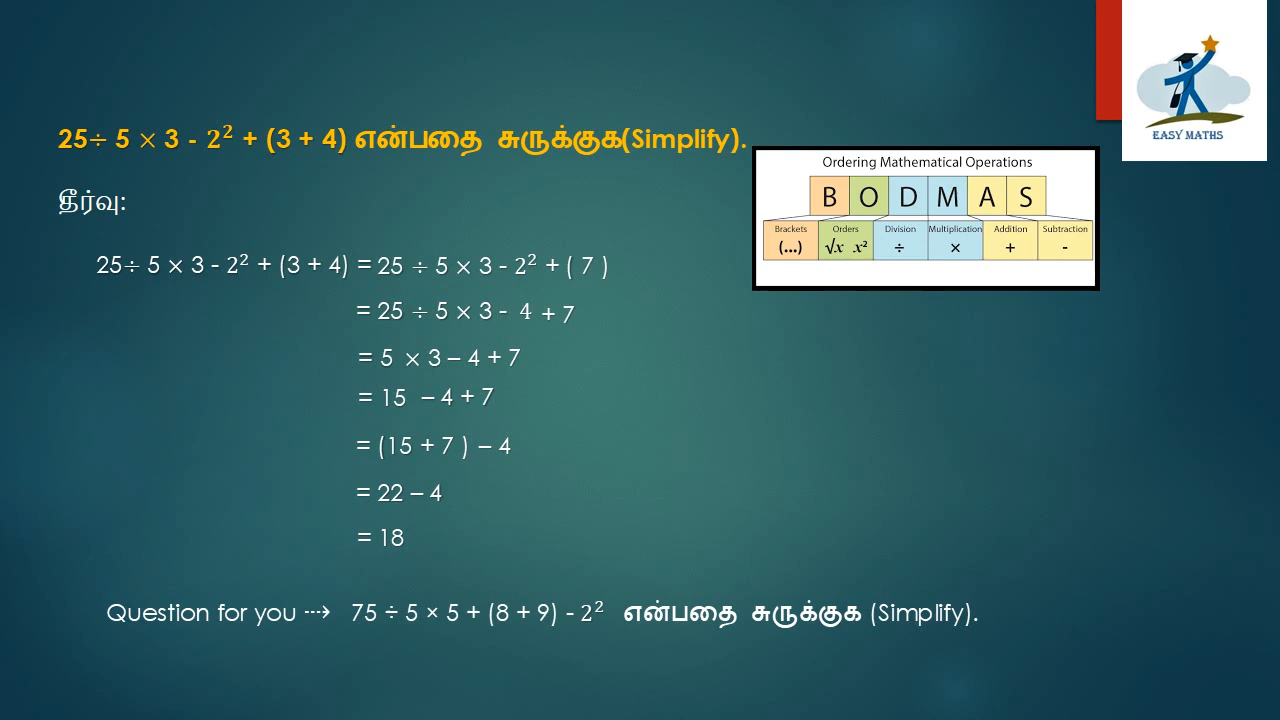 EASY MATHS
25÷ 5 × 3 - 2² + (3 + 4) என்பதை சுருக்குக(Simplify).
Ordering Mathematical Operations
B O D M A S
Brackets Orders Division Multiplication Addition Subtraction
(...) √x x² ÷ × + -
தீர்வு:
25÷ 5 × 3 - 2² + (3 + 4) = 25 ÷ 5 × 3 - 2² + ( 7 )
= 25 ÷ 5 × 3 - 4 + 7
= 5 × 3 – 4 + 7
= 15 – 4 + 7
= (15 + 7 ) – 4
= 22 – 4
= 18
Question for you ⇢ 75 ÷ 5 × 5 + (8 + 9) - 2² என்பதை சுருக்குக (Simplify).